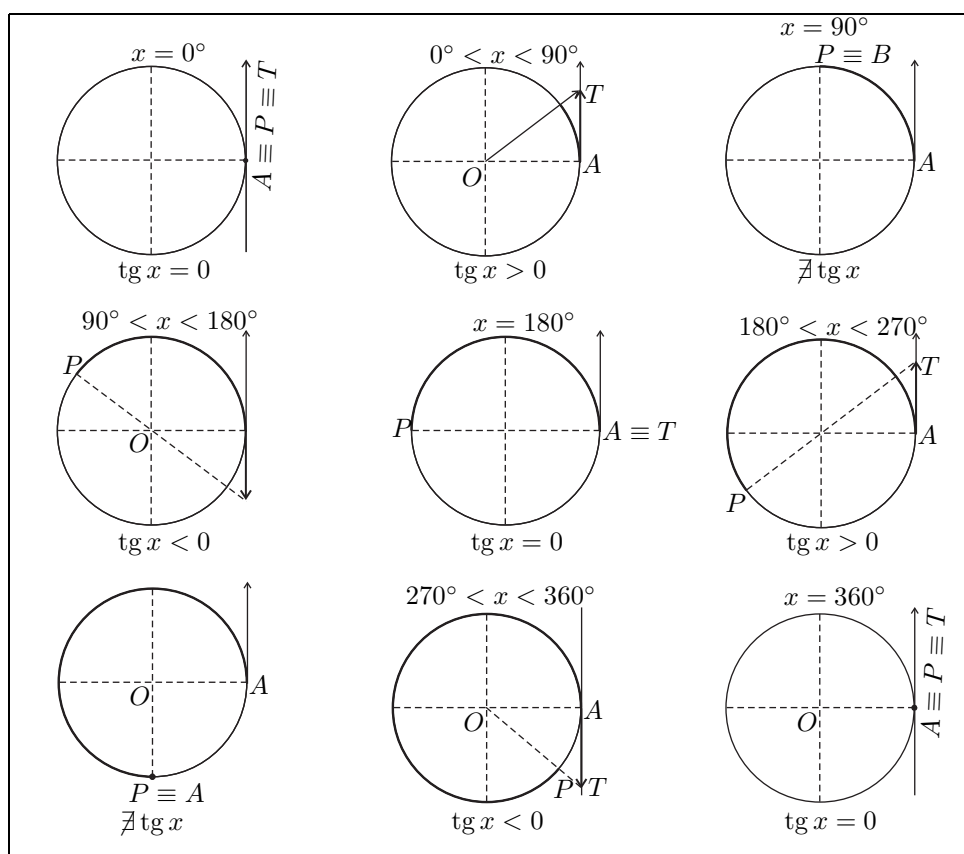 x = 0°
A ≡ P ≡ T
tg x = 0
0° < x < 90°
T
O
A
tg x > 0
x = 90°
P ≡ B
A
∄ tg x
90° < x < 180°
P
O
tg x < 0
x = 180°
P
A ≡ T
tg x = 0
180° < x < 270°
T
A
P
tg x > 0
O
A
P ≡ A
∄ tg x
270° < x < 360°
O
A
P
T
tg x < 0
x = 360°
O
A ≡ P ≡ T
tg x = 0